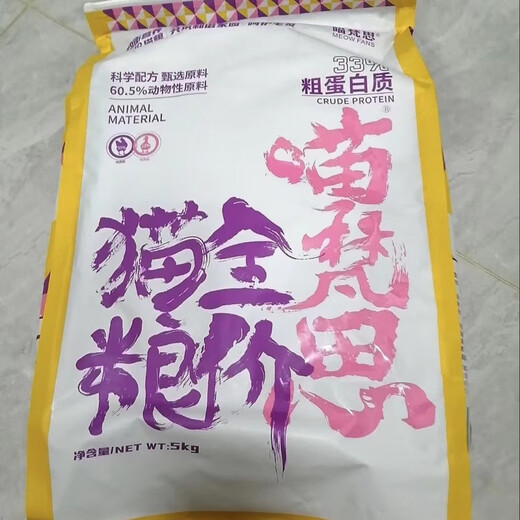 喵梵思
MEOW FANS
科学配方 甄选原料
60.5%动物性原料
ANIMAL
MATERIAL
33%
粗蛋白质
CRUDE PROTEIN
喵梵思®
全价
猫粮
净含量/NET WT:5kg